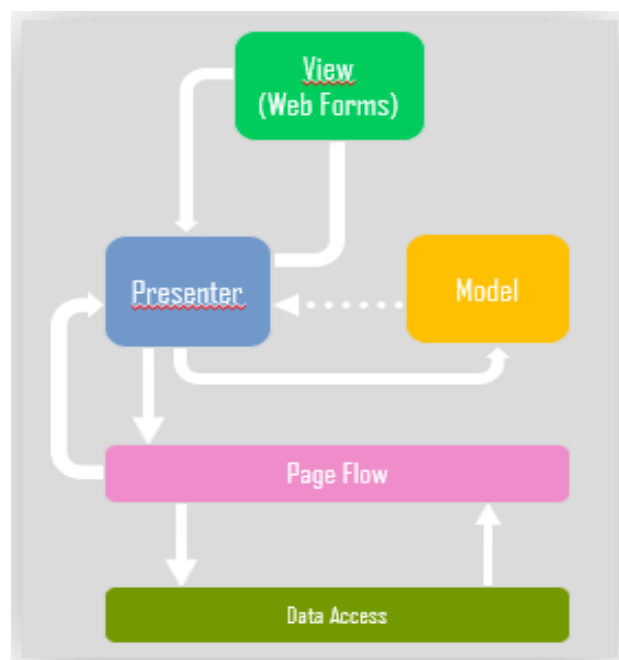 View
(Web Forms)
Presenter
Model
Page Flow
Data Access